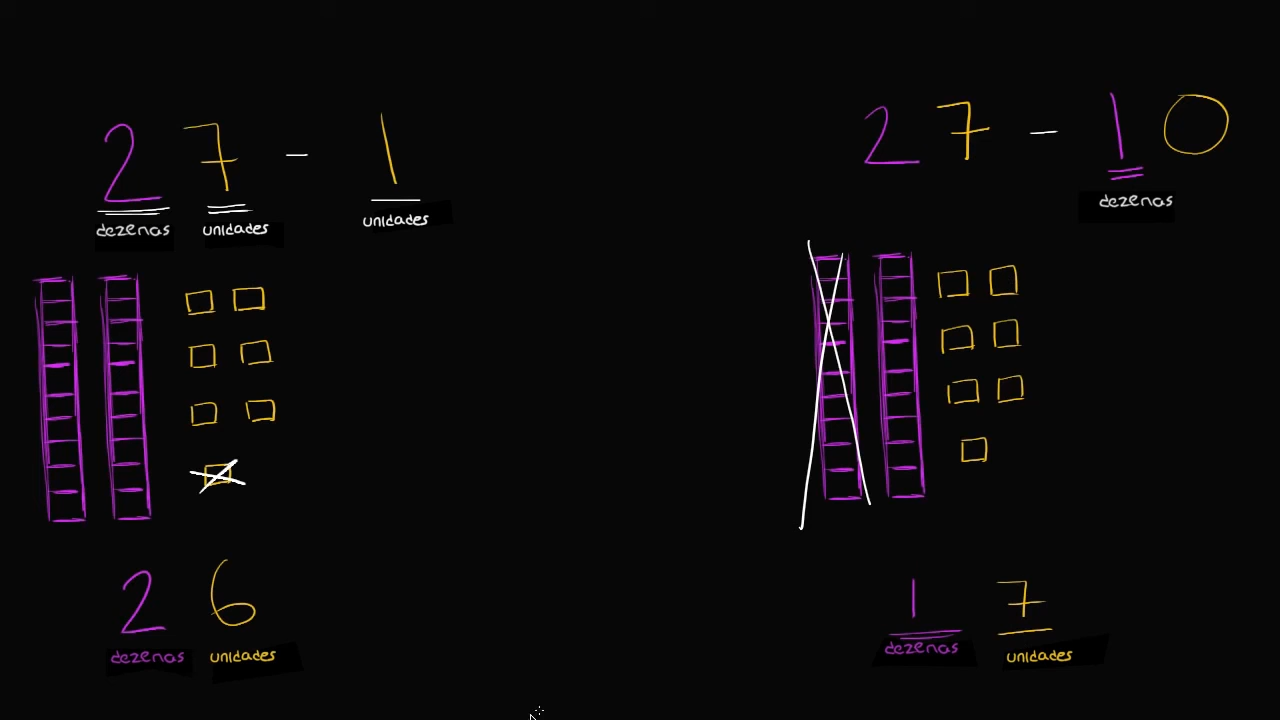 27 - 1
dezenas unidades unidades
26
dezenas unidades
27 - 10
dezenas
17
dezenas unidades